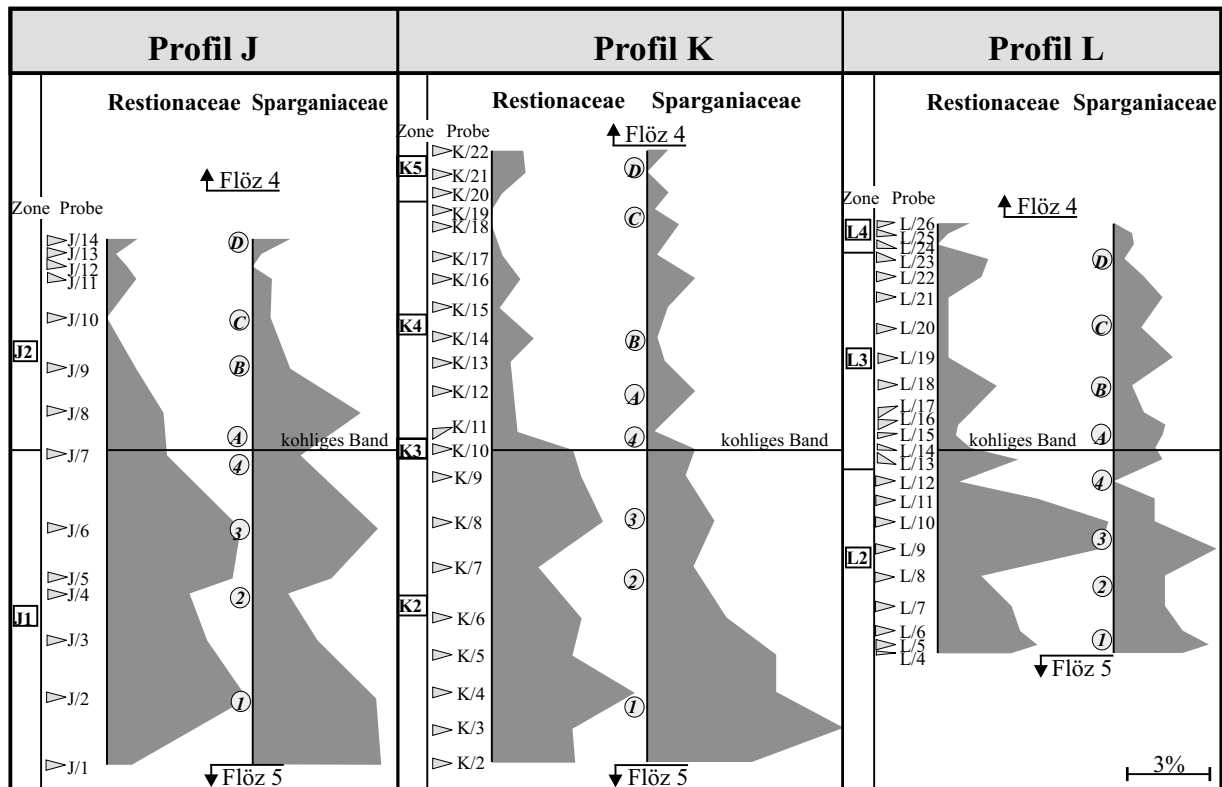 Profil J
Profil K
Profil L
Restionaceae Sparganiaceae
Flöz 4
Zone Probe
J/14
J/13
J/12
J/11
J/10
J/9
J/8
J/7
J/6
J/5
J/4
J/3
J/2
J/1
J2
J1
D
C
B
A
4
3
2
1
kohliges Band
Flöz 5
Restionaceae Sparganiaceae
Flöz 4
Zone Probe
K/22
K/21
K/20
K/19
K/18
K/17
K/16
K/15
K/14
K/13
K/12
K/11
K/10
K/9
K/8
K/7
K/6
K/5
K/4
K/3
K/2
K5
K4
K3
K2
D
C
B
A
4
3
2
1
kohliges Band
Flöz 5
Restionaceae Sparganiaceae
Flöz 4
Zone Probe
L/26
L/25
L/24
L/23
L/22
L/21
L/20
L/19
L/18
L/17
L/16
L/15
L/14
L/13
L/12
L/11
L/10
L/9
L/8
L/7
L/6
L/5
L/4
L4
L3
L2
D
C
B
A
4
3
2
1
kohliges Band
Flöz 5
3%